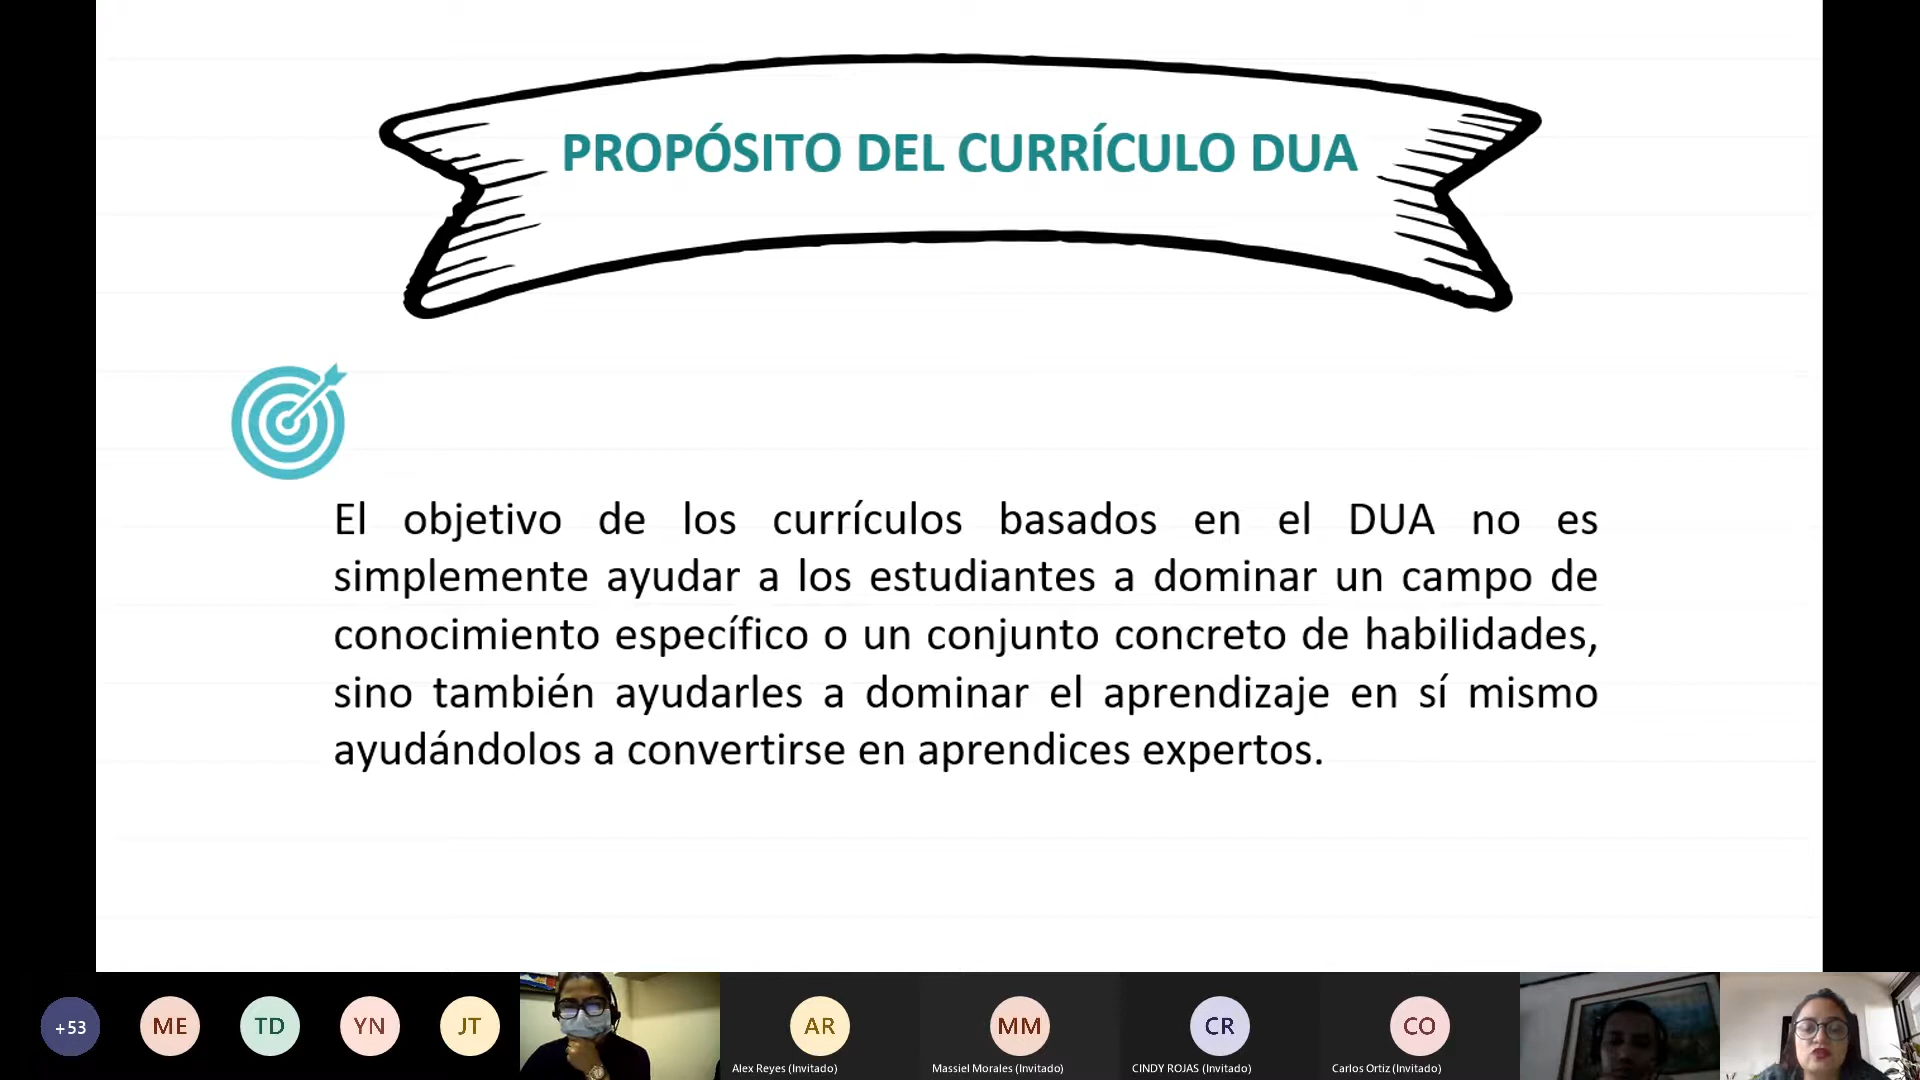 PROPÓSITO DEL CURRÍCULO DUA
El objetivo de los currículos basados en el DUA no es
simplemente ayudar a los estudiantes a dominar un campo de
conocimiento específico o un conjunto concreto de habilidades,
sino también ayudarles a dominar el aprendizaje en sí mismo
ayudándolos a convertirse en aprendices expertos.
+53
ME
TD
YN
JT
AR
MM
CR
CO
Alex Reyes (Invitado)
Massiel Morales (Invitado)
CINDY ROJAS (Invitado)
Carlos Ortiz (Invitado)